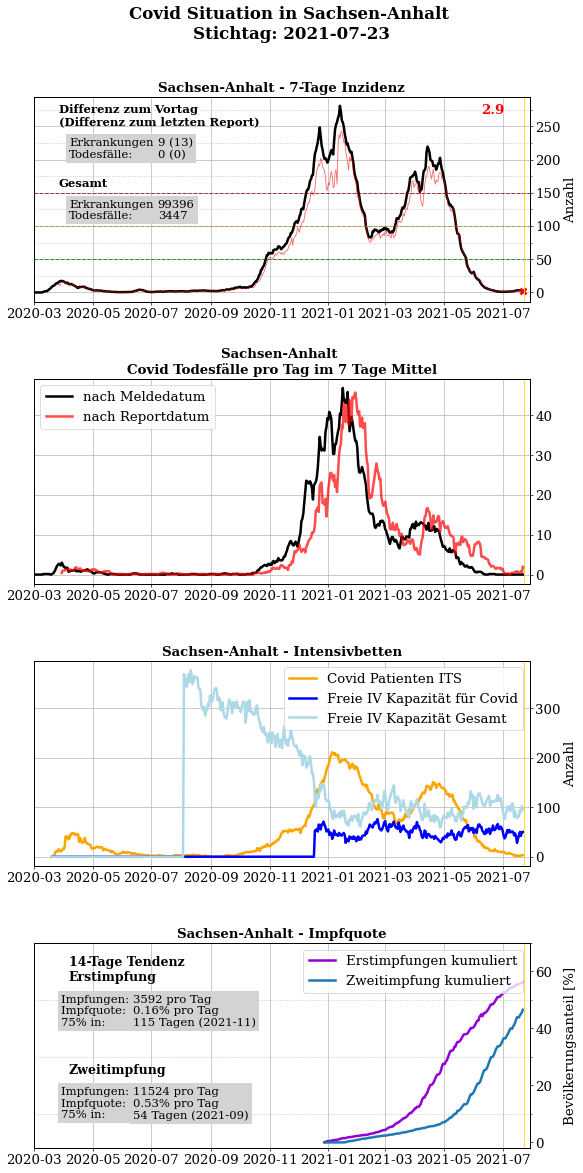 Covid Situation in Sachsen-Anhalt
Stichtag: 2021-07-23
Sachsen-Anhalt - 7-Tage Inzidenz
Differenz zum Vortag
(Differenz zum letzten Report)
2.9
Erkrankungen 9 (13)
Todesfälle: 0 (0)
Gesamt
Erkrankungen 99396
Todesfälle: 3447
250
200
150
100
50
0
Anzahl
2020-03 2020-05 2020-07 2020-09 2020-11 2021-01 2021-03 2021-05 2021-07
Sachsen-Anhalt
Covid Todesfälle pro Tag im 7 Tage Mittel
nach Meldedatum
nach Reportdatum
40
30
20
10
0
2020-03 2020-05 2020-07 2020-09 2020-11 2021-01 2021-03 2021-05 2021-07
Sachsen-Anhalt - Intensivbetten
Covid Patienten ITS
Freie IV Kapazität für Covid
Freie IV Kapazität Gesamt
300
200
100
0
Anzahl
2020-03 2020-05 2020-07 2020-09 2020-11 2021-01 2021-03 2021-05 2021-07
Sachsen-Anhalt - Impfquote
14-Tage Tendenz
Erstimpfung
Impfungen: 3592 pro Tag
Impfquote: 0.16% pro Tag
75% in: 115 Tagen (2021-11)
Zweitimpfung
Impfungen: 11524 pro Tag
Impfquote: 0.53% pro Tag
75% in: 54 Tagen (2021-09)
Erstimpfungen kumuliert
Zweitimpfung kumuliert
60
40
20
0
Bevölkerungsanteil [%]
2020-03 2020-05 2020-07 2020-09 2020-11 2021-01 2021-03 2021-05 2021-07